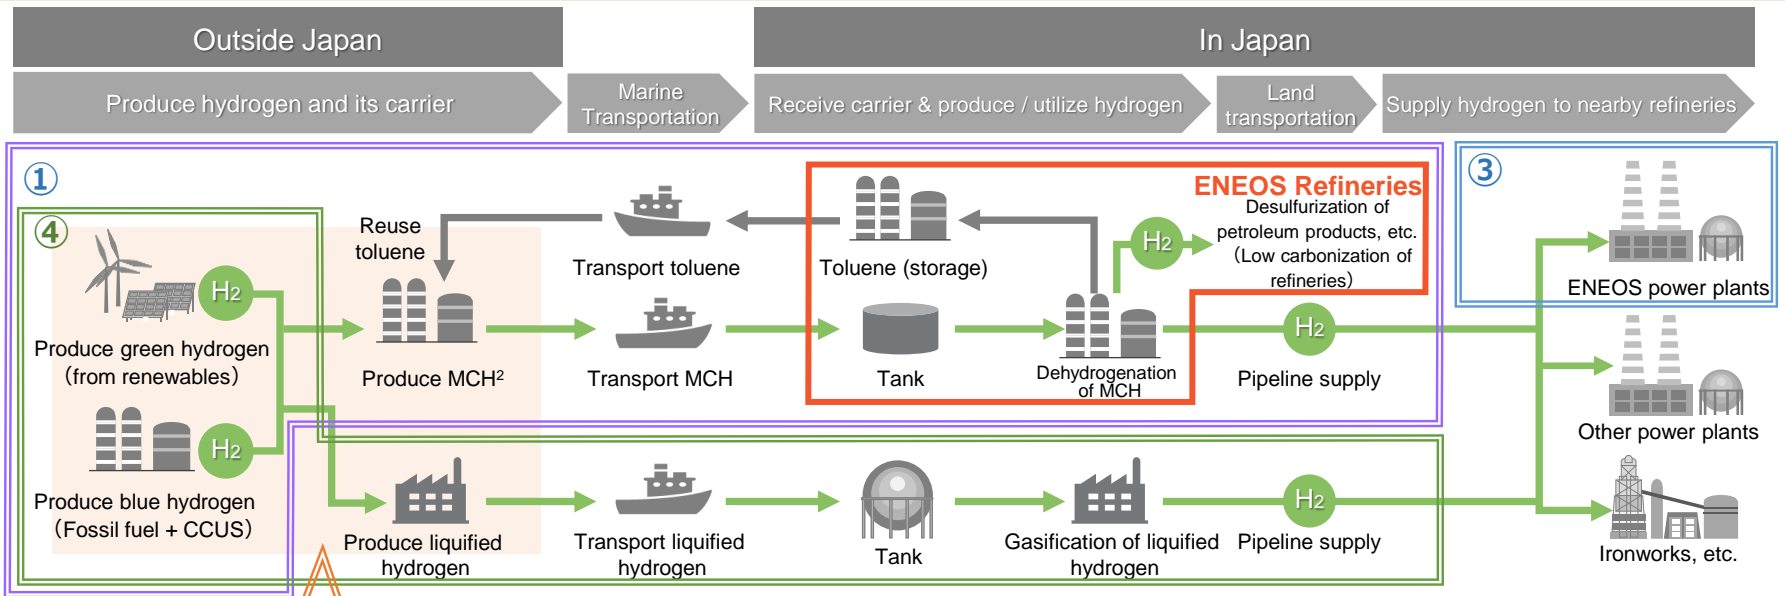 Outside Japan
In Japan
Produce hydrogen and its carrier
Marine
Transportation
Receive carrier & produce / utilize hydrogen
Land
transportation
Supply hydrogen to nearby refineries
①
③
④
ENEOS Refineries
Reuse
toluene
Transport toluene
Toluene (storage)
H2
Desulfurization of
petroleum products, etc.
(Low carbonization of
refineries)
H2
ENEOS power plants
Produce green hydrogen
(from renewables)
Produce MCH2
Transport MCH
Tank
Dehydrogenation
of MCH
H2
Pipeline supply
Other power plants
H2
Produce blue hydrogen
(Fossil fuel + CCUS)
Produce liquified
hydrogen
Transport liquified
hydrogen
Tank
Gasification of liquified
hydrogen
H2
Pipeline supply
Ironworks, etc.